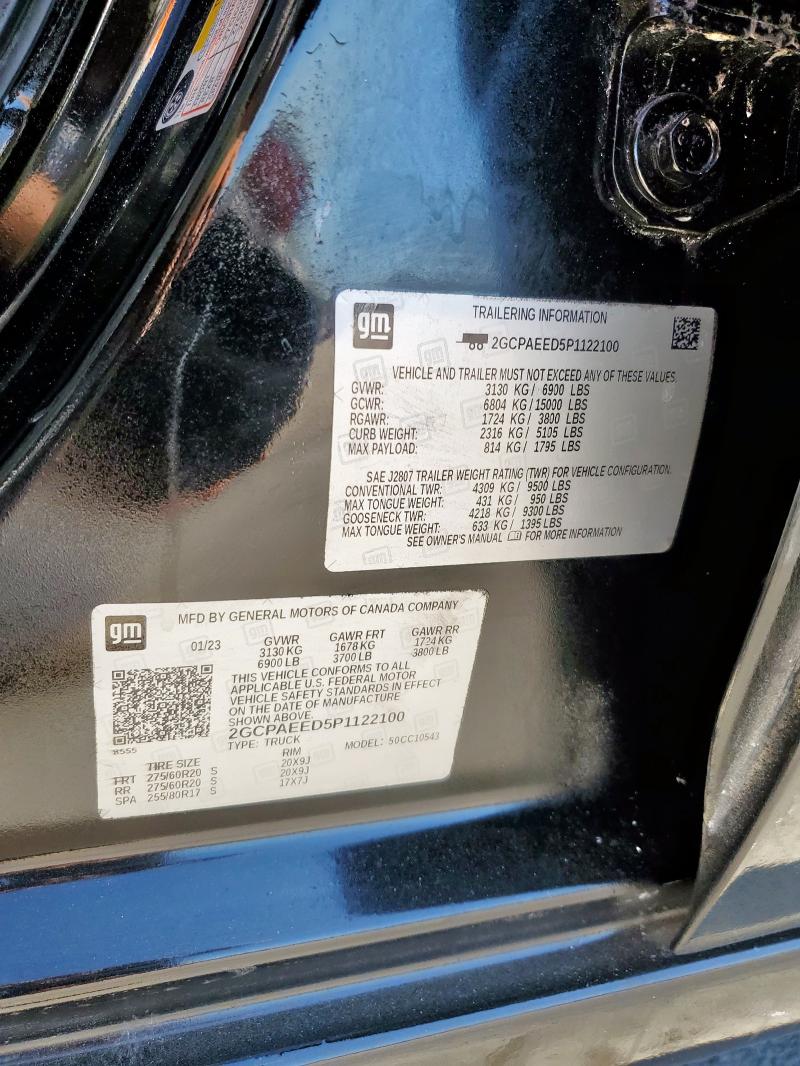 gm
TRAILERING INFORMATION
2GCPAEED5P1122100
VEHICLE AND TRAILER MUST NOT EXCEED ANY OF THESE VALUES.
GVWR: 3130 KG / 6900 LBS
GCWR: 6804 KG / 15000 LBS
RGAWR: 1724 KG / 3800 LBS
CURB WEIGHT: 2316 KG / 5105 LBS
MAX PAYLOAD: 814 KG / 1795 LBS
SAE J2807 TRAILER WEIGHT RATING (TWR) FOR VEHICLE CONFIGURATION.
CONVENTIONAL TWR: 4309 KG / 9500 LBS
MAX TONGUE WEIGHT: 431 KG / 950 LBS
GOOSENECK TWR: 4218 KG / 9300 LBS
MAX TONGUE WEIGHT: 633 KG / 1395 LBS
SEE OWNER'S MANUAL FOR MORE INFORMATION
gm
MFD BY GENERAL MOTORS OF CANADA COMPANY
01/23 GVWR GAWR FRT GAWR RR
3130 KG 1678 KG 1724 KG
6900 LB 3700 LB 3800 LB
THIS VEHICLE CONFORMS TO ALL
APPLICABLE U.S. FEDERAL MOTOR
VEHICLE SAFETY STANDARDS IN EFFECT
ON THE DATE OF MANUFACTURE
SHOWN ABOVE.
2GCPAEED5P1122100
8555 TYPE: TRUCK MODEL: 50CC10543
TIRE SIZE RIM
FRT 275/60R20 S 20X9J
RR 275/60R20 S 20X9J
SPA 255/80R17 S 17X7J